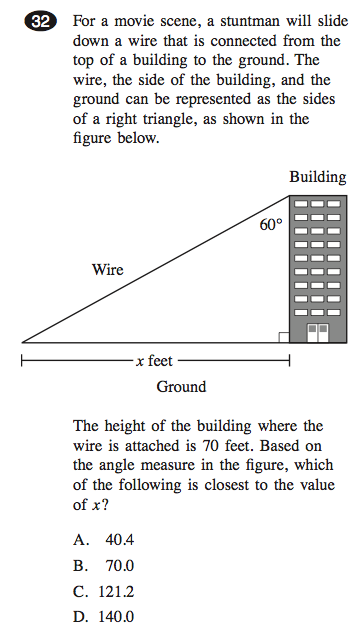 32 For a movie scene, a stuntman will slide
down a wire that is connected from the
top of a building to the ground. The
wire, the side of the building, and the
ground can be represented as the sides
of a right triangle, as shown in the
figure below.
Building
60°
Wire
x feet
Ground
The height of the building where the
wire is attached is 70 feet. Based on
the angle measure in the figure, which
of the following is closest to the value
of x?
A. 40.4
B. 70.0
C. 121.2
D. 140.0